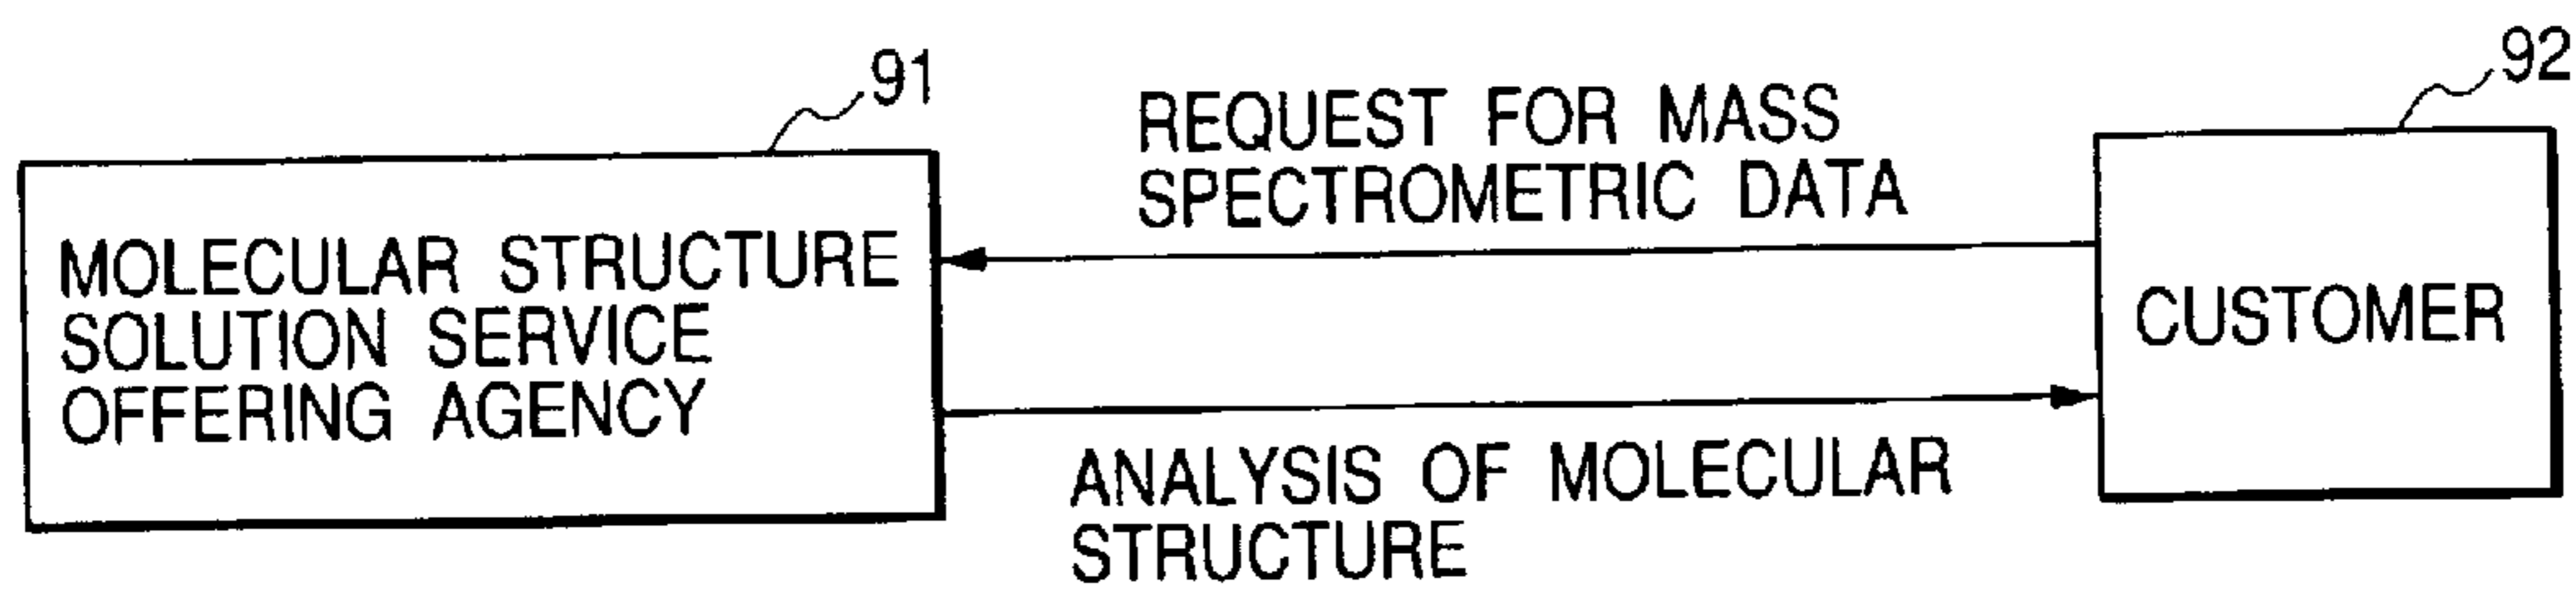 91
MOLECULAR STRUCTURE
SOLUTION SERVICE
OFFERING AGENCY
REQUEST FOR MASS
SPECTROMETRIC DATA
ANALYSIS OF MOLECULAR
STRUCTURE
92
CUSTOMER